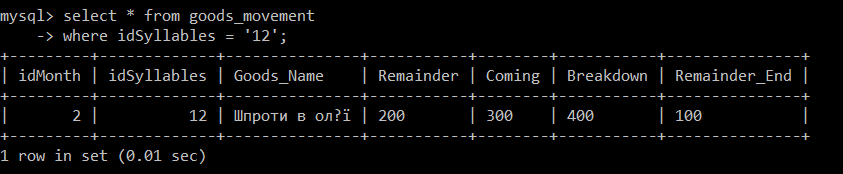 mysql> select * from goods_movement
    -> where idSyllables = '12';
+---------+-------------+---------------+-----------+--------+-----------+---------------+
| idMonth | idSyllables | Goods_Name    | Remainder | Coming | Breakdown | Remainder_End |
+---------+-------------+---------------+-----------+--------+-----------+---------------+
|       2 |          12 | Шпроти в ол?ї | 200       | 300    | 400       | 100           |
+---------+-------------+---------------+-----------+--------+-----------+---------------+
1 row in set (0.01 sec)